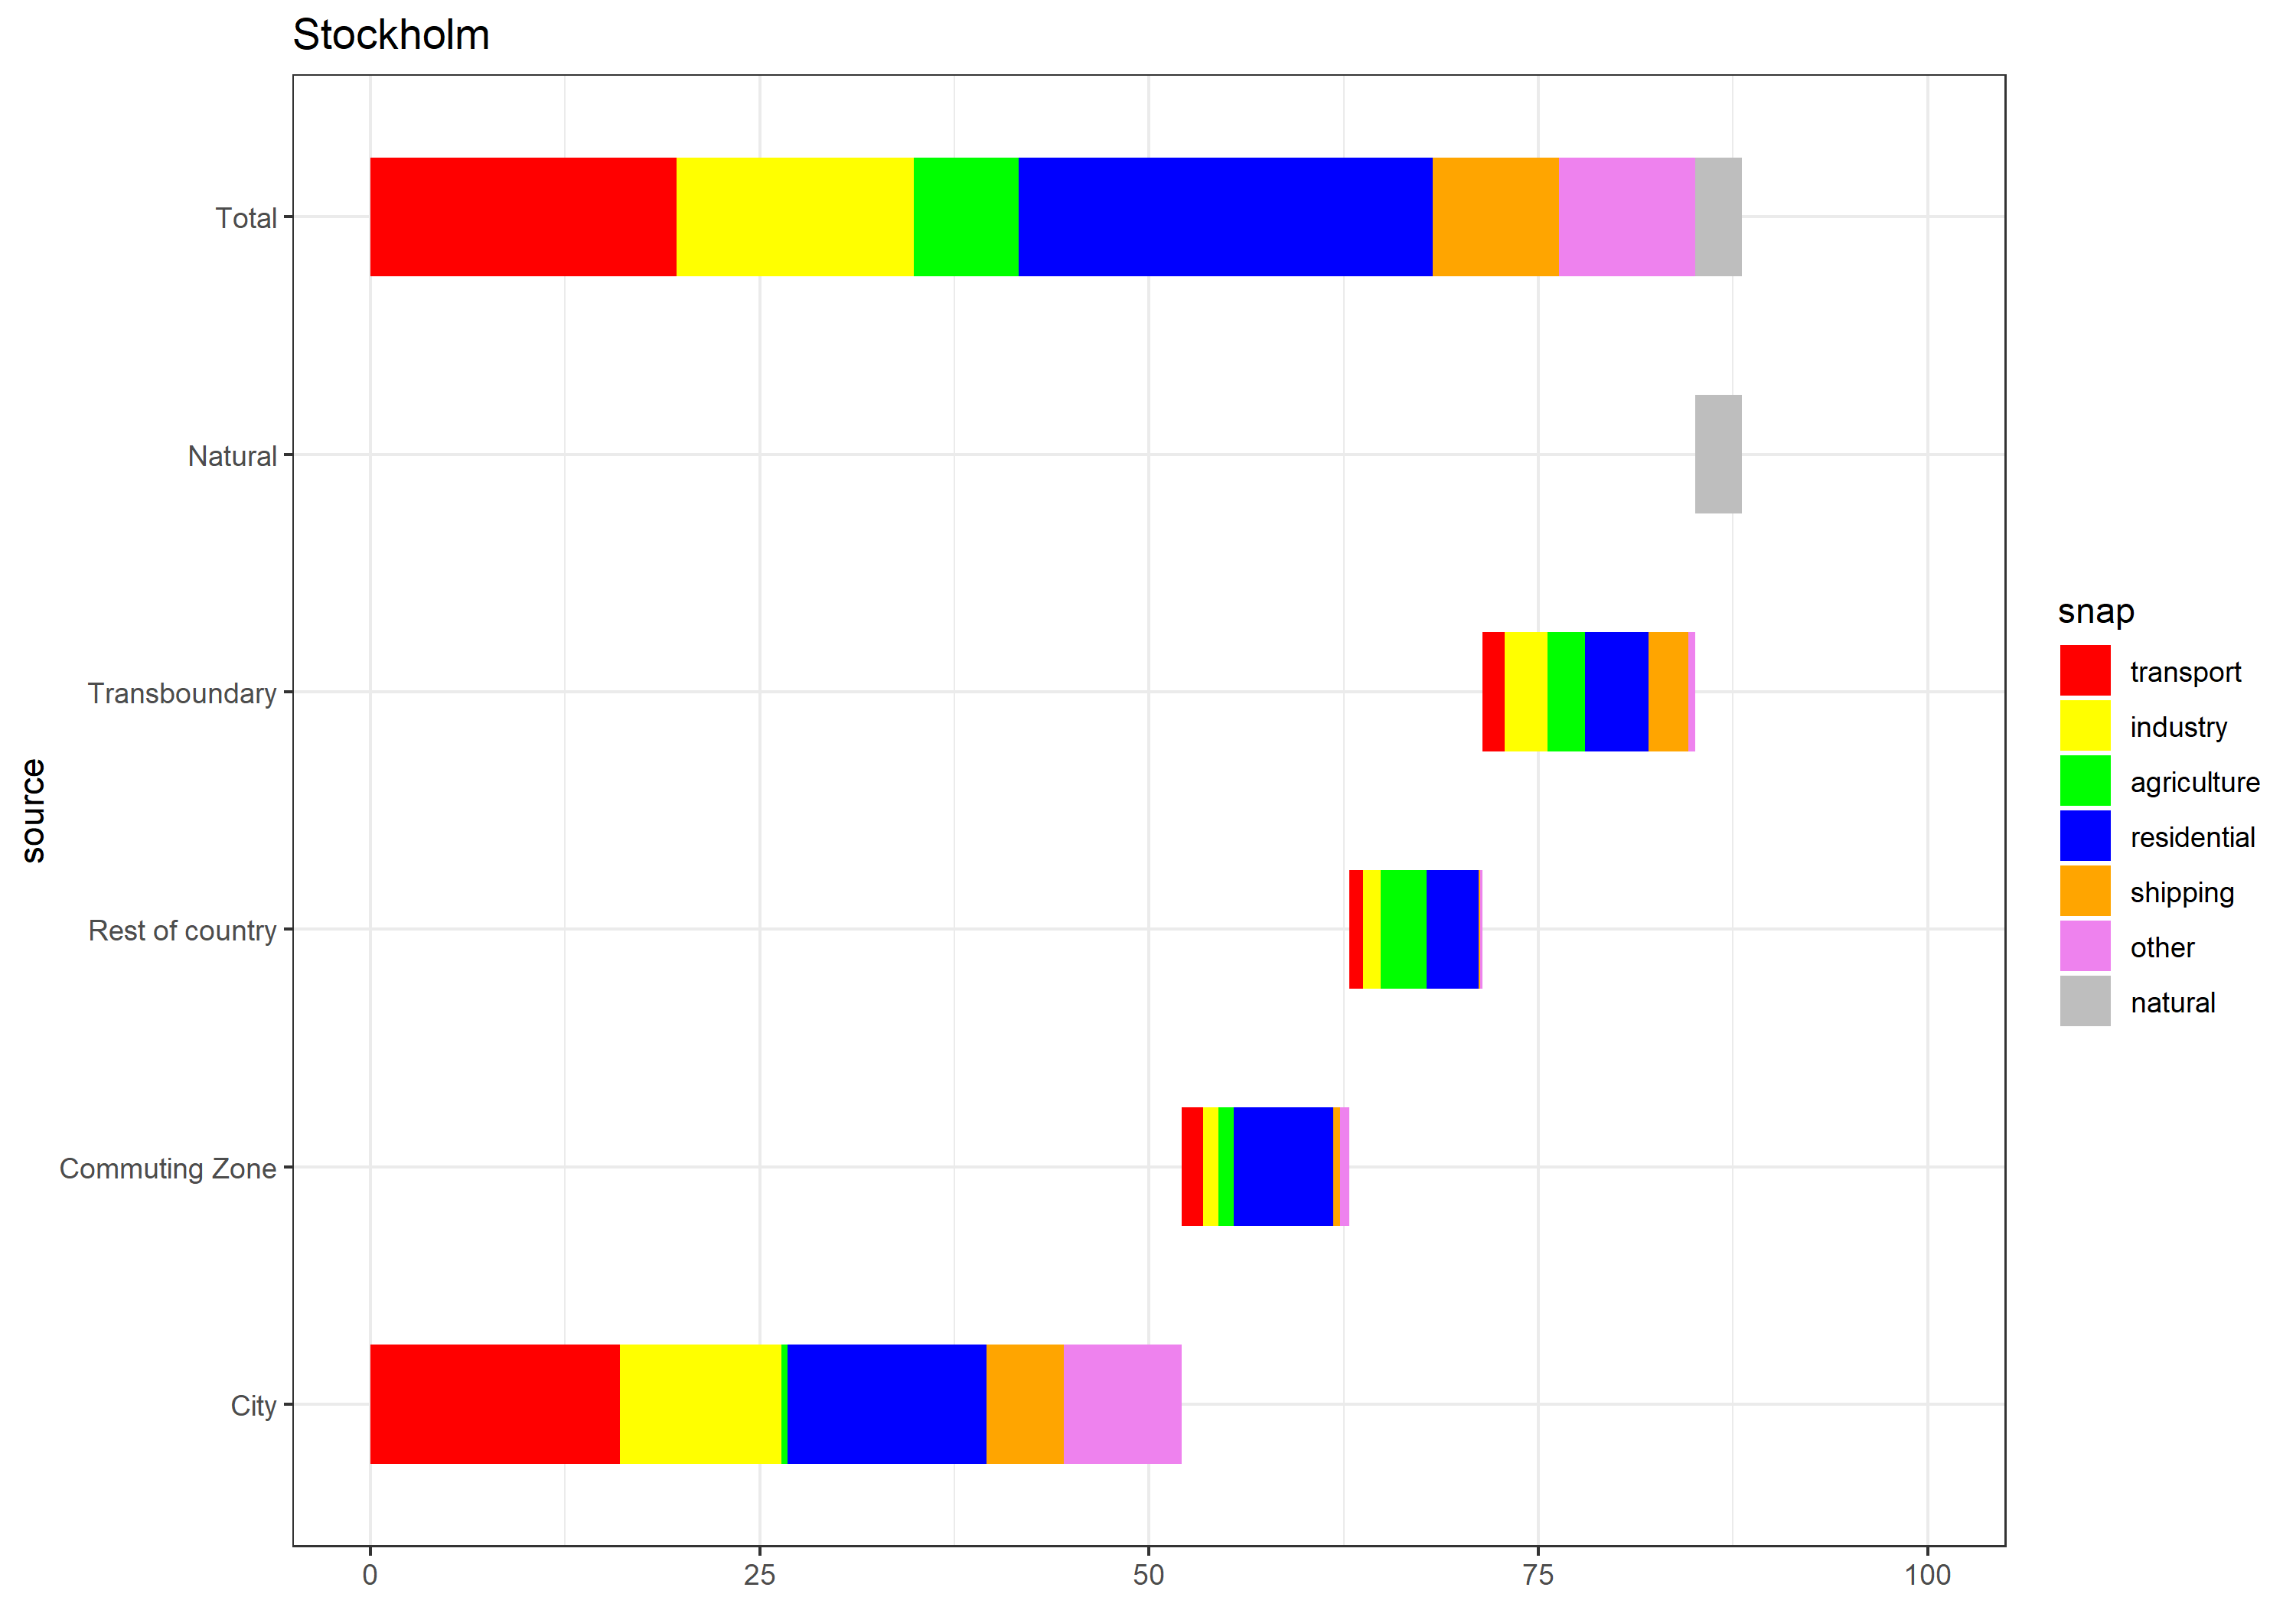 Stockholm
Total
Natural
Transboundary
Rest of country
Commuting Zone
City
source
0 25 50 75 100
snap
transport
industry
agriculture
residential
shipping
other
natural